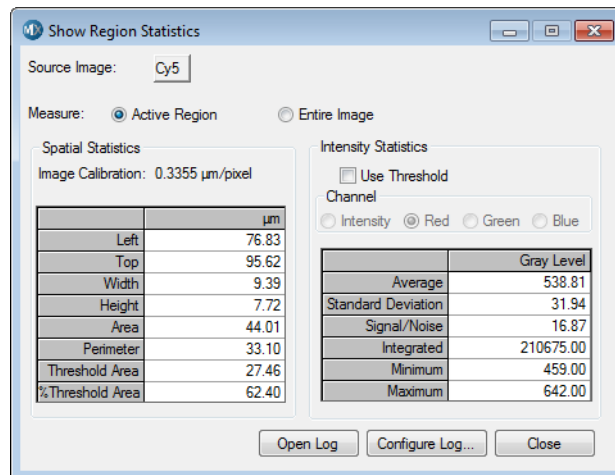 MX Show Region Statistics
Source Image: Cy5
Measure: Active Region Entire Image
Spatial Statistics
Image Calibration: 0.3355 µm/pixel
µm
Left 76.83
Top 95.62
Width 9.39
Height 7.72
Area 44.01
Perimeter 33.10
Threshold Area 27.46
%Threshold Area 62.40
Intensity Statistics
Use Threshold
Channel
Intensity Red Green Blue
Gray Level
Average 538.81
Standard Deviation 31.94
Signal/Noise 16.87
Integrated 210675.00
Minimum 459.00
Maximum 642.00
Open Log Configure Log... Close